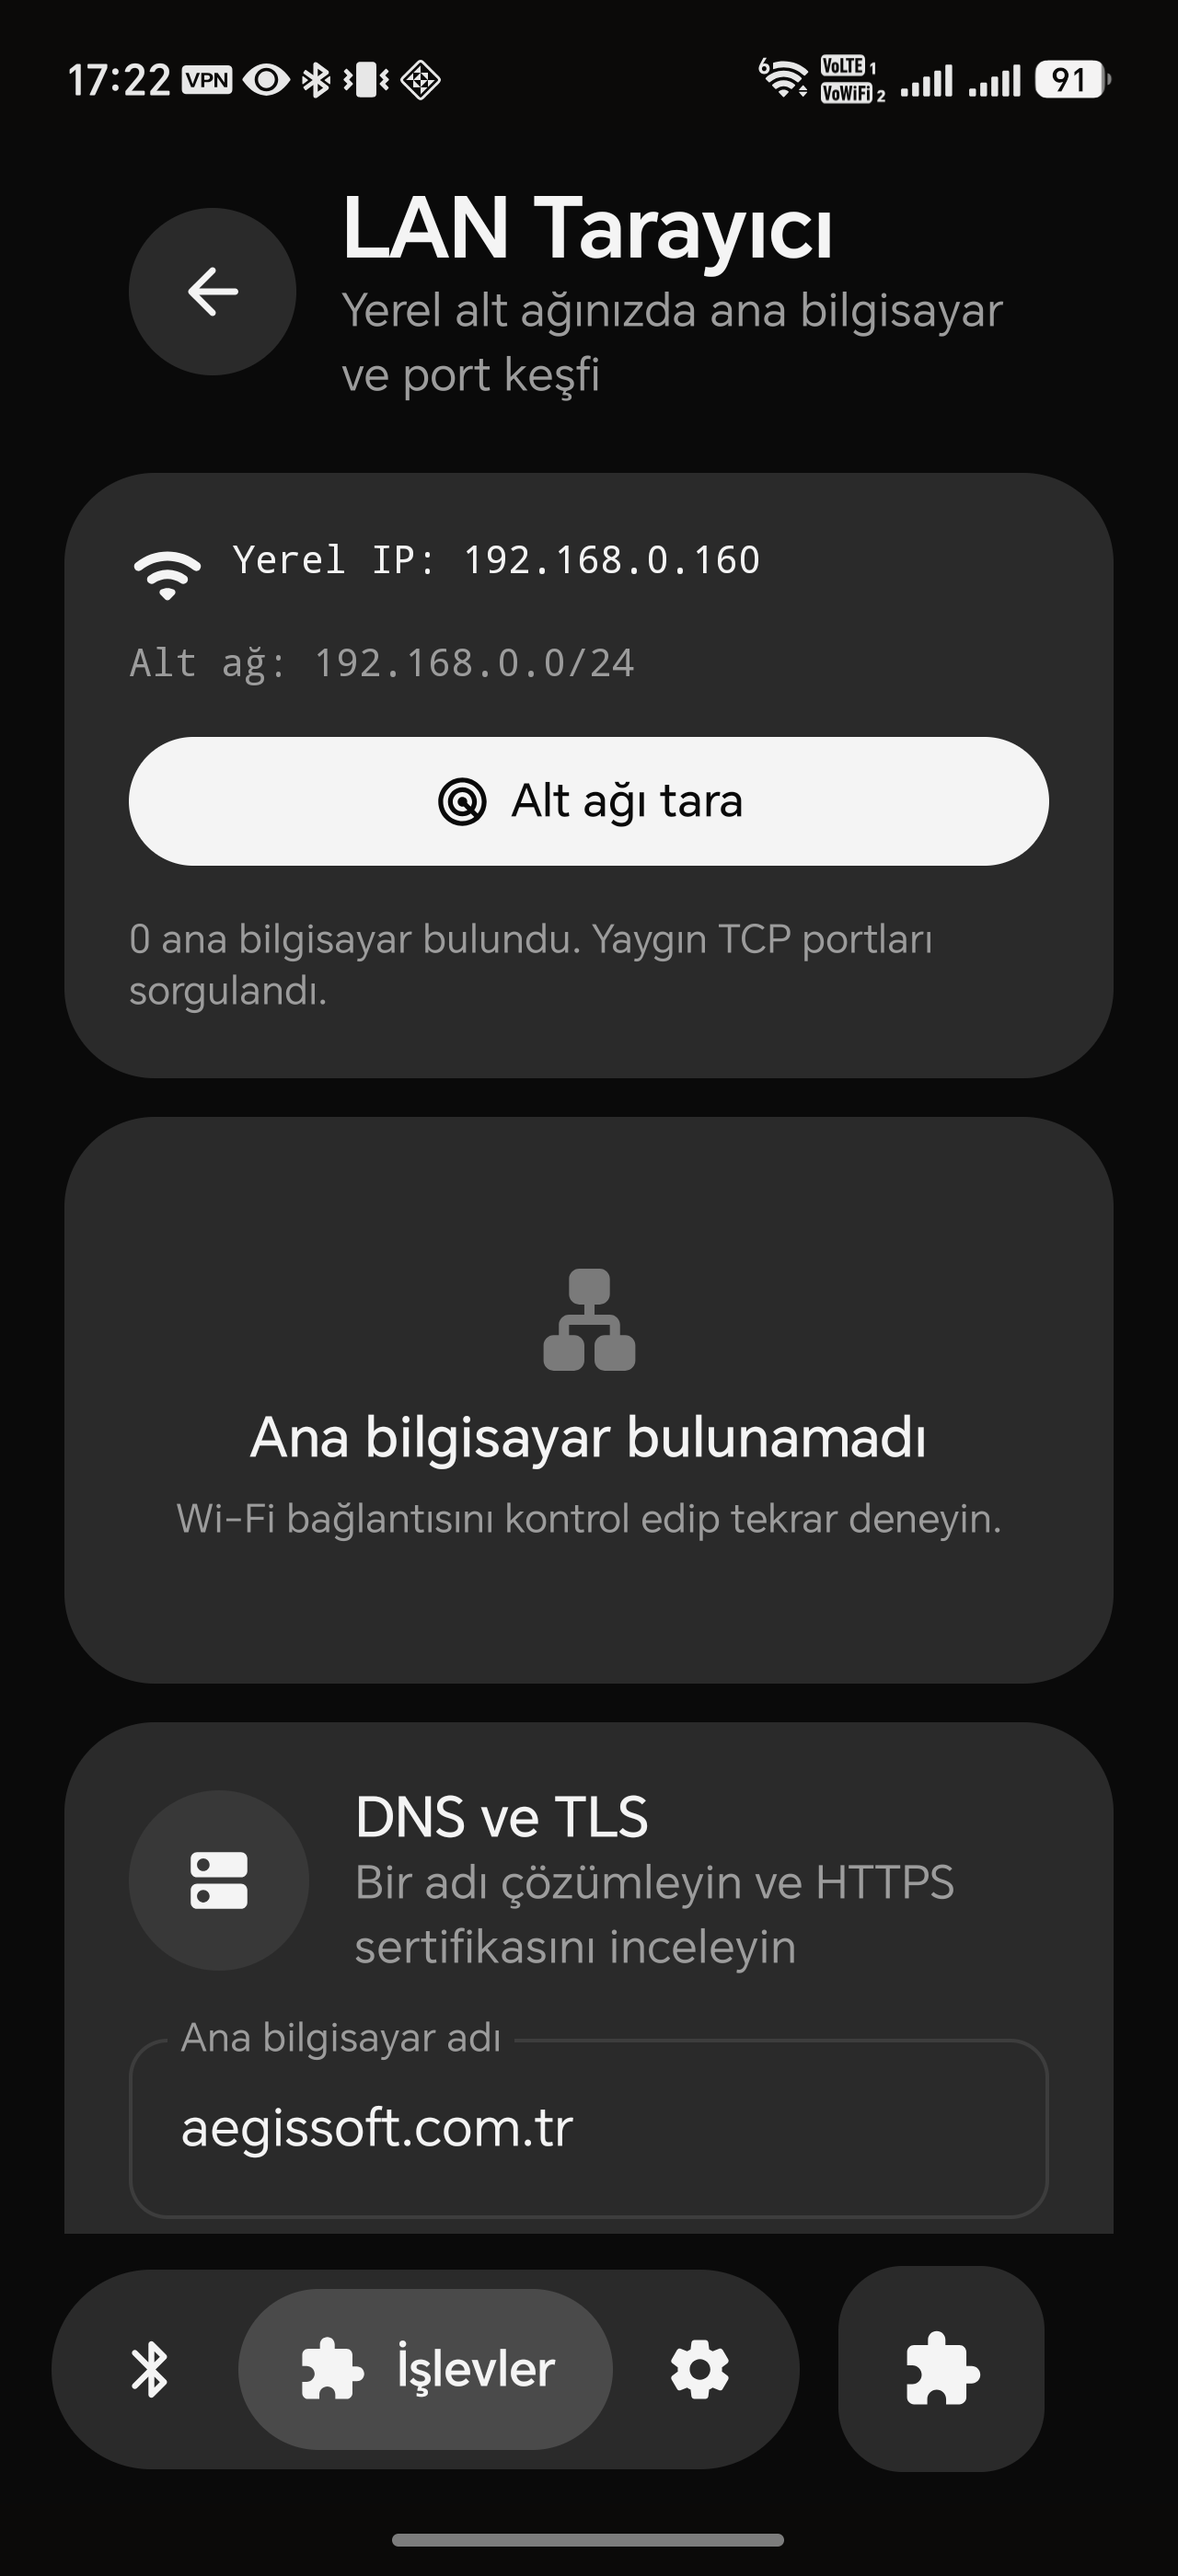 17:22 VPN 6 VoLTE 1 VoWiFi 2 91
LAN Tarayıcı
Yerel alt ağınızda ana bilgisayar
ve port keşfi
Yerel IP: 192.168.0.160
Alt ağ: 192.168.0.0/24
Alt ağı tara
0 ana bilgisayar bulundu. Yaygın TCP portları
sorgulandı.
Ana bilgisayar bulunamadı
Wi-Fi bağlantısını kontrol edip tekrar deneyin.
DNS ve TLS
Bir adı çözümleyin ve HTTPS
sertifikasını inceleyin
Ana bilgisayar adı
aegissoft.com.tr
İşlevler